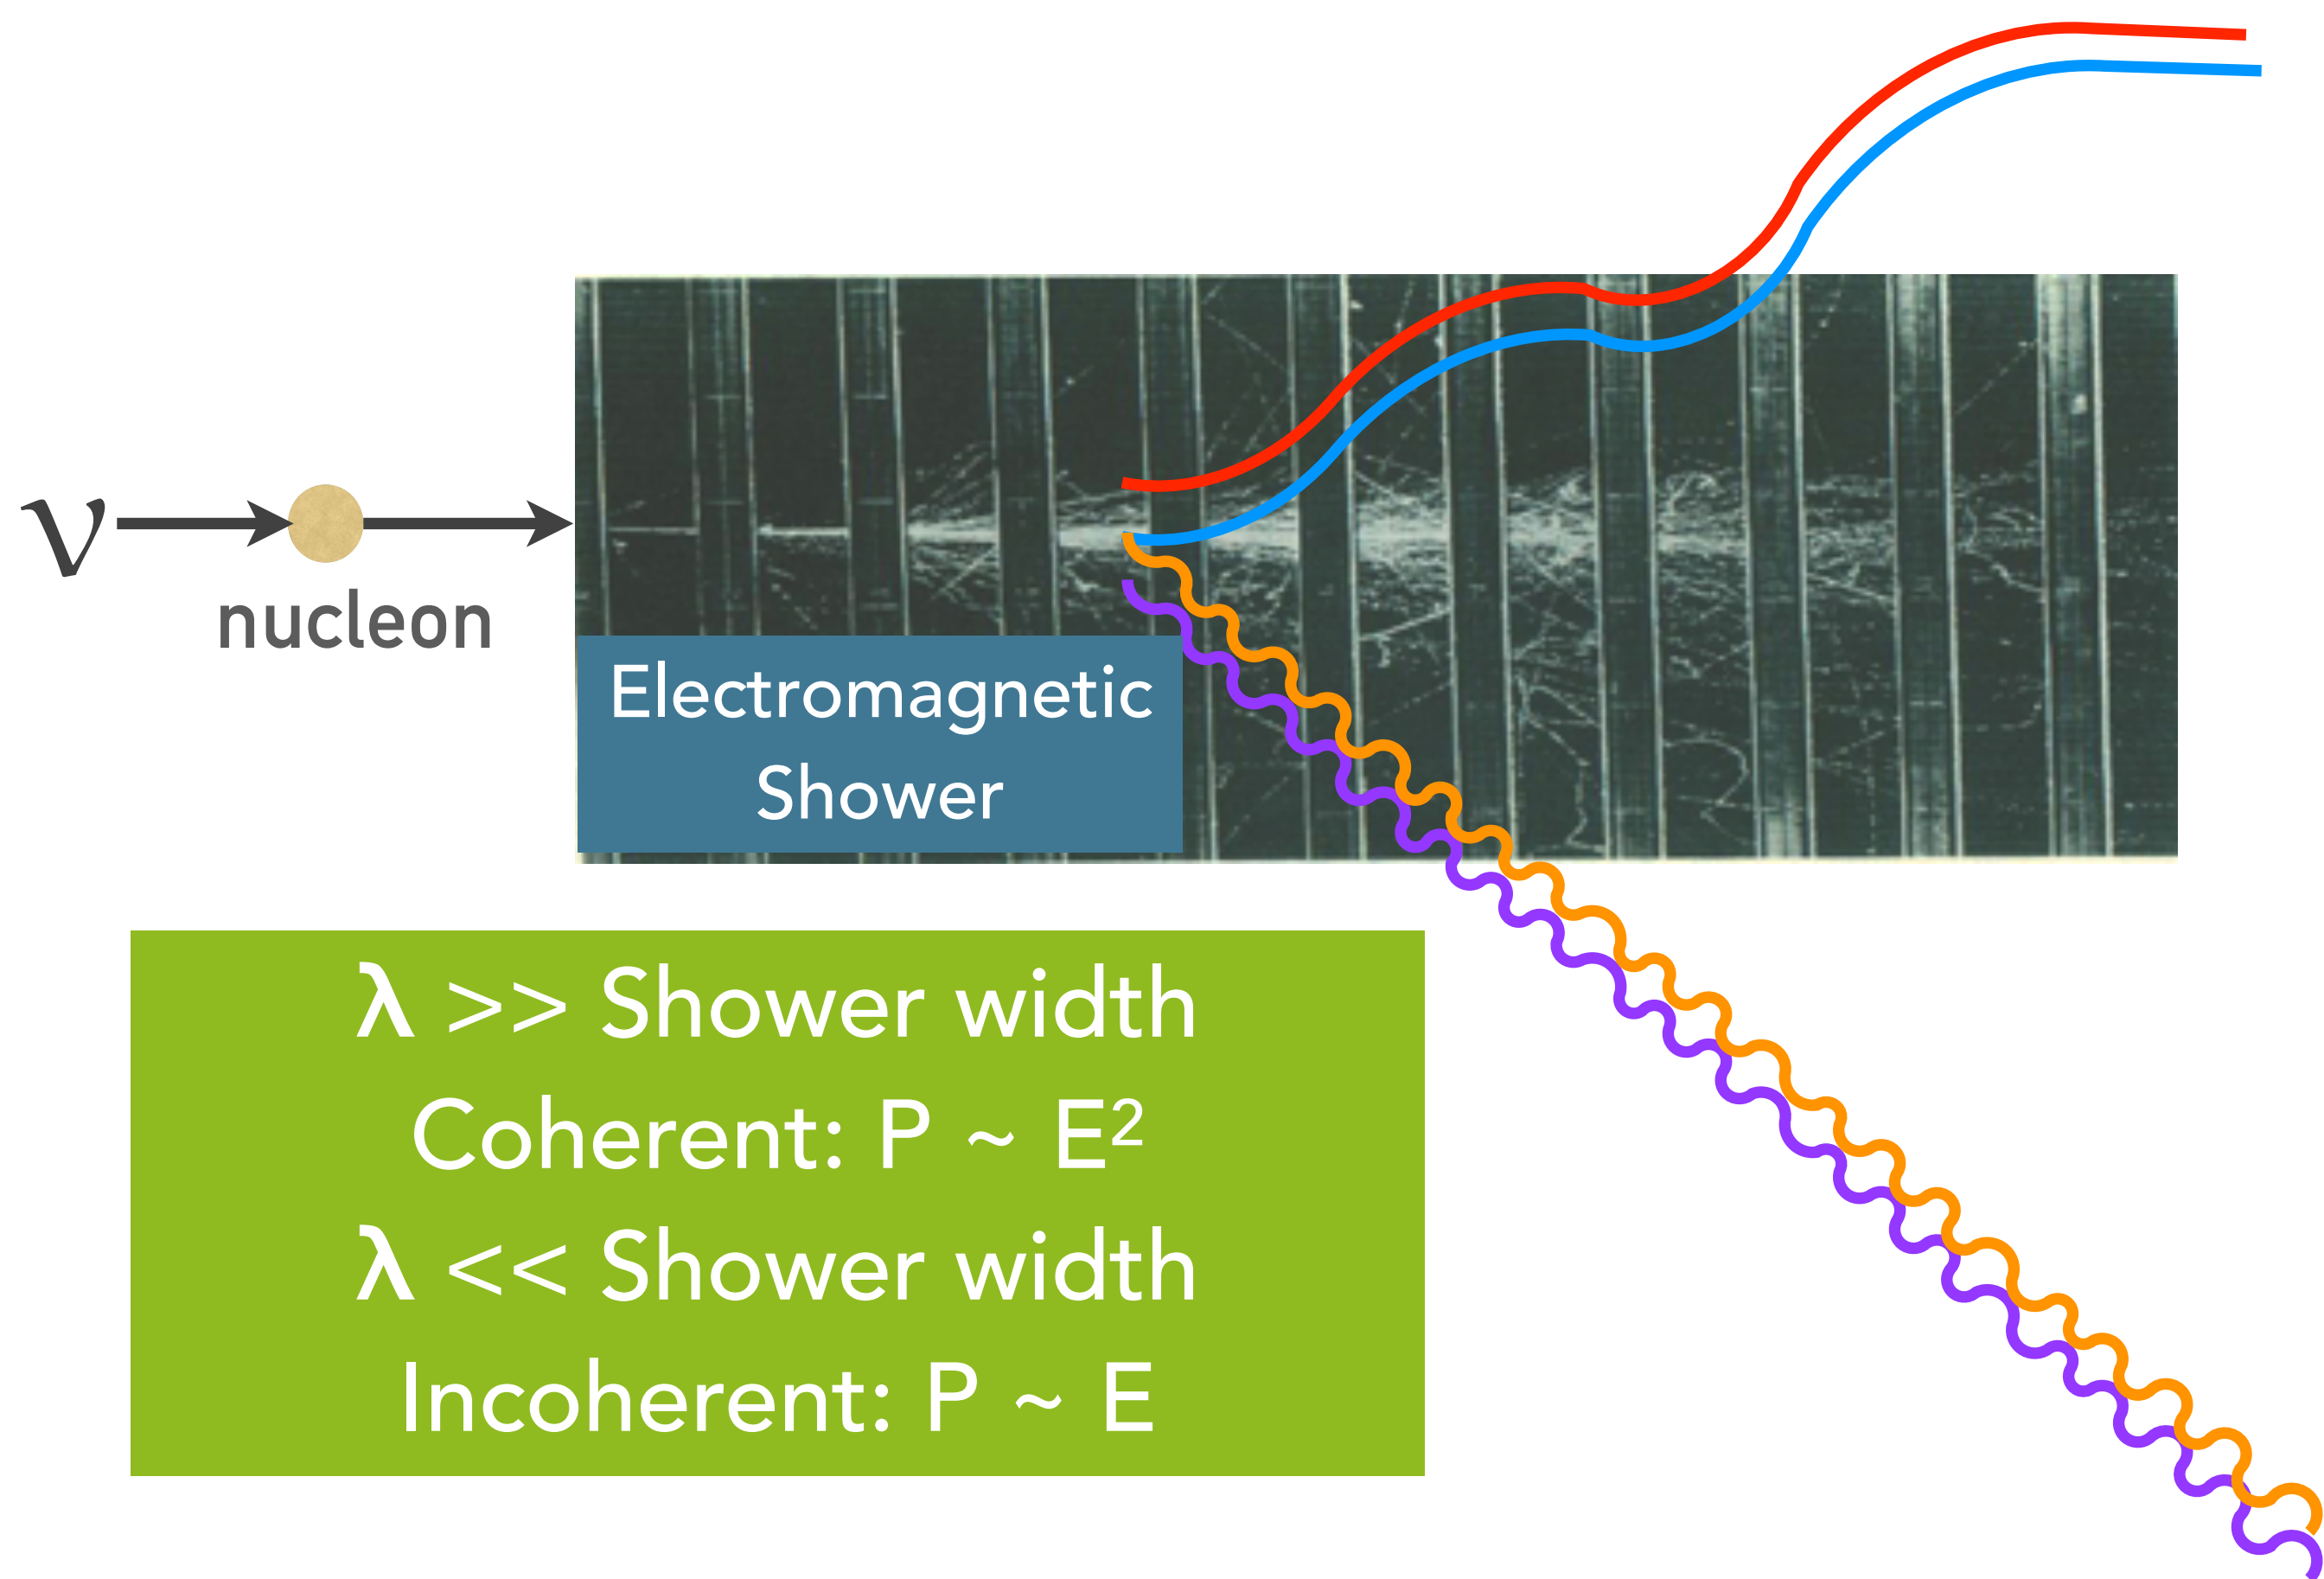 ν
nucleon
Electromagnetic
Shower
λ >> Shower width
Coherent: P ~ E²
λ << Shower width
Incoherent: P ~ E